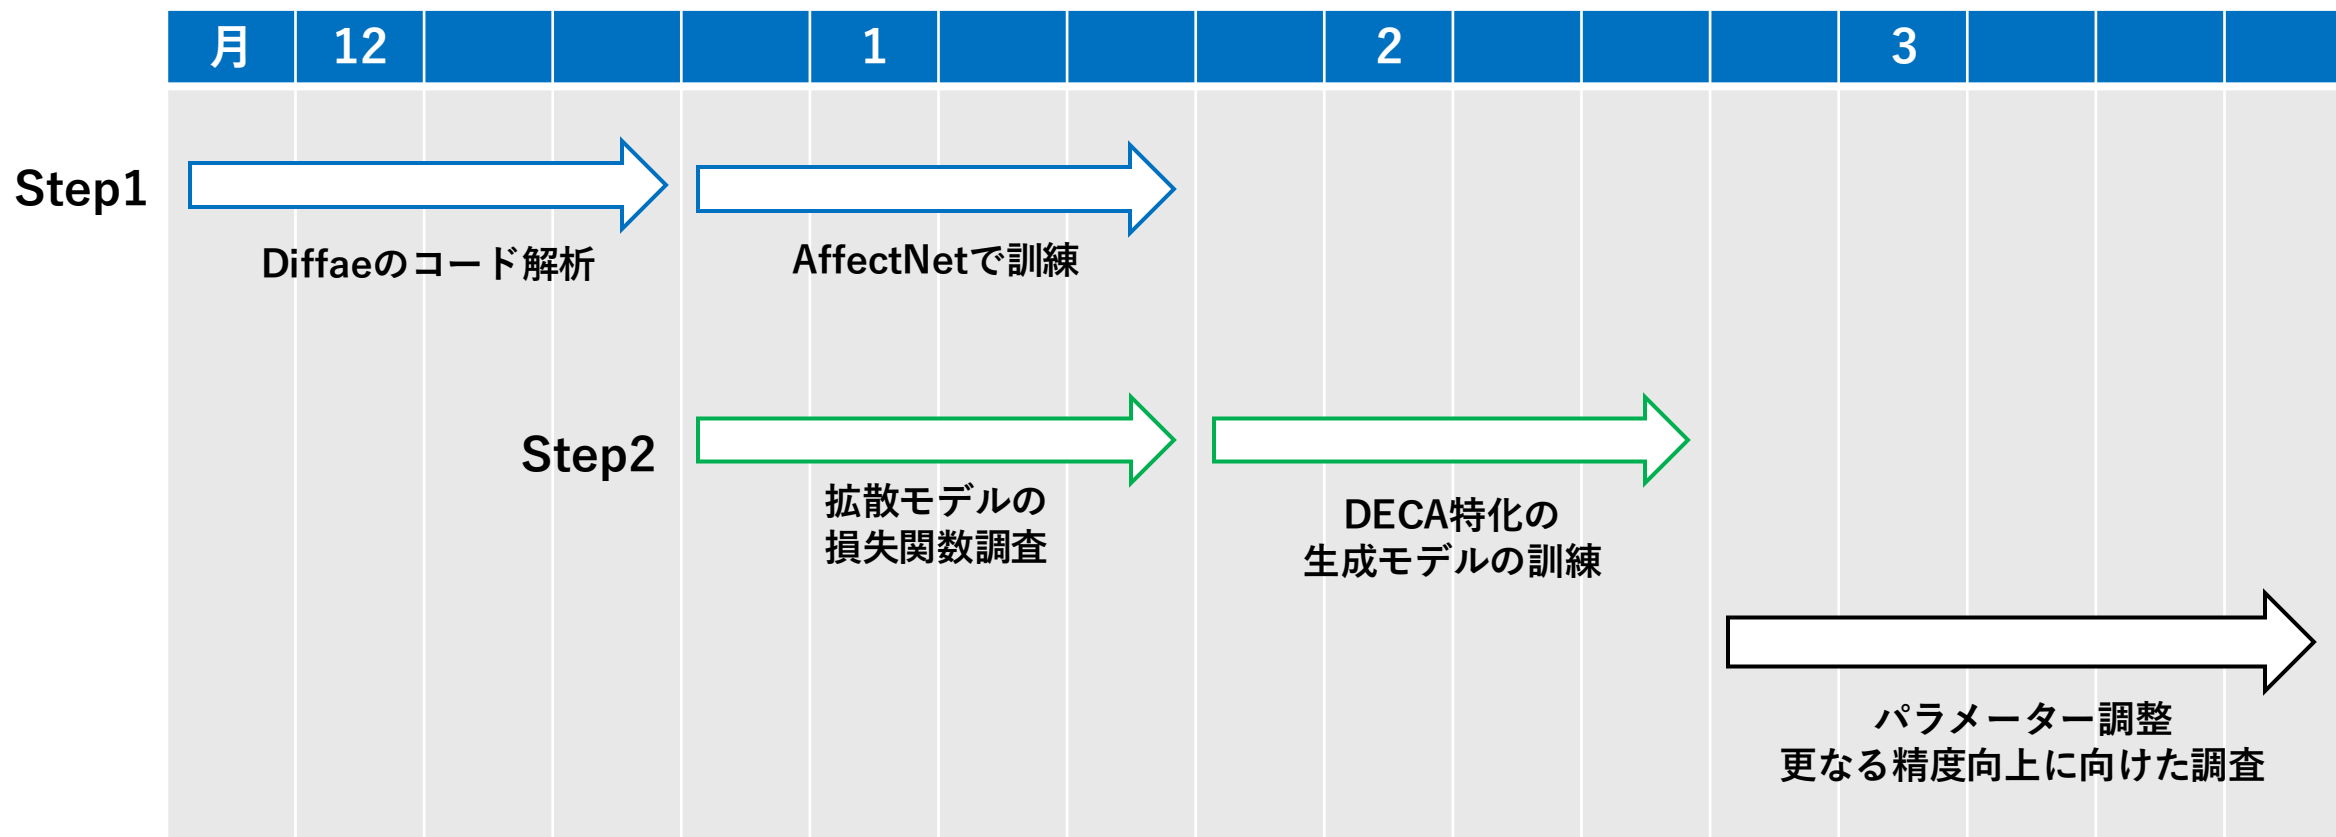 月 12 1 2 3
Step1
Diffaeのコード解析
AffectNetで訓練
Step2
拡散モデルの
損失関数調査
DECA特化の
生成モデルの訓練
パラメーター調整
更なる精度向上に向けた調査